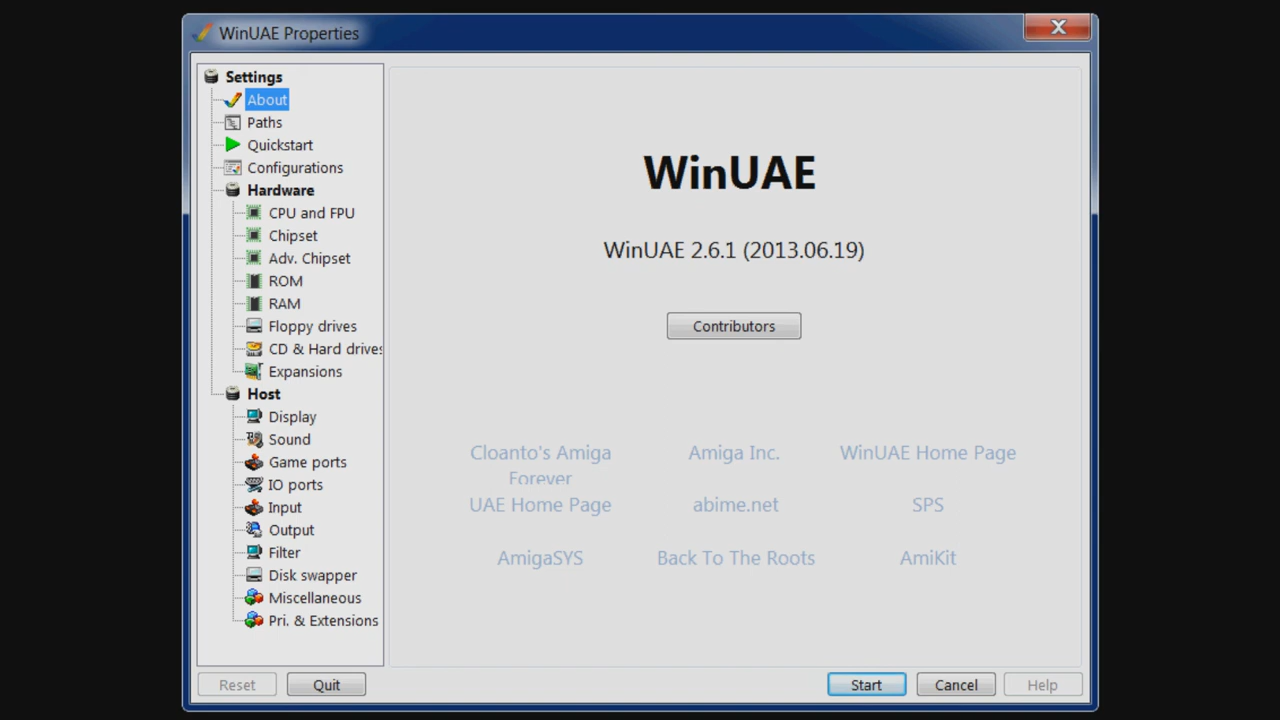 WinUAE Properties
Settings
About
Paths
Quickstart
Configurations
Hardware
CPU and FPU
Chipset
Adv. Chipset
ROM
RAM
Floppy drives
CD & Hard drives
Expansions
Host
Display
Sound
Game ports
IO ports
Input
Output
Filter
Disk swapper
Miscellaneous
Pri. & Extensions
WinUAE
WinUAE 2.6.1 (2013.06.19)
Contributors
Cloanto's Amiga Forever
Amiga Inc.
WinUAE Home Page
UAE Home Page
abime.net
SPS
AmigaSYS
Back To The Roots
AmiKit
Reset
Quit
Start
Cancel
Help